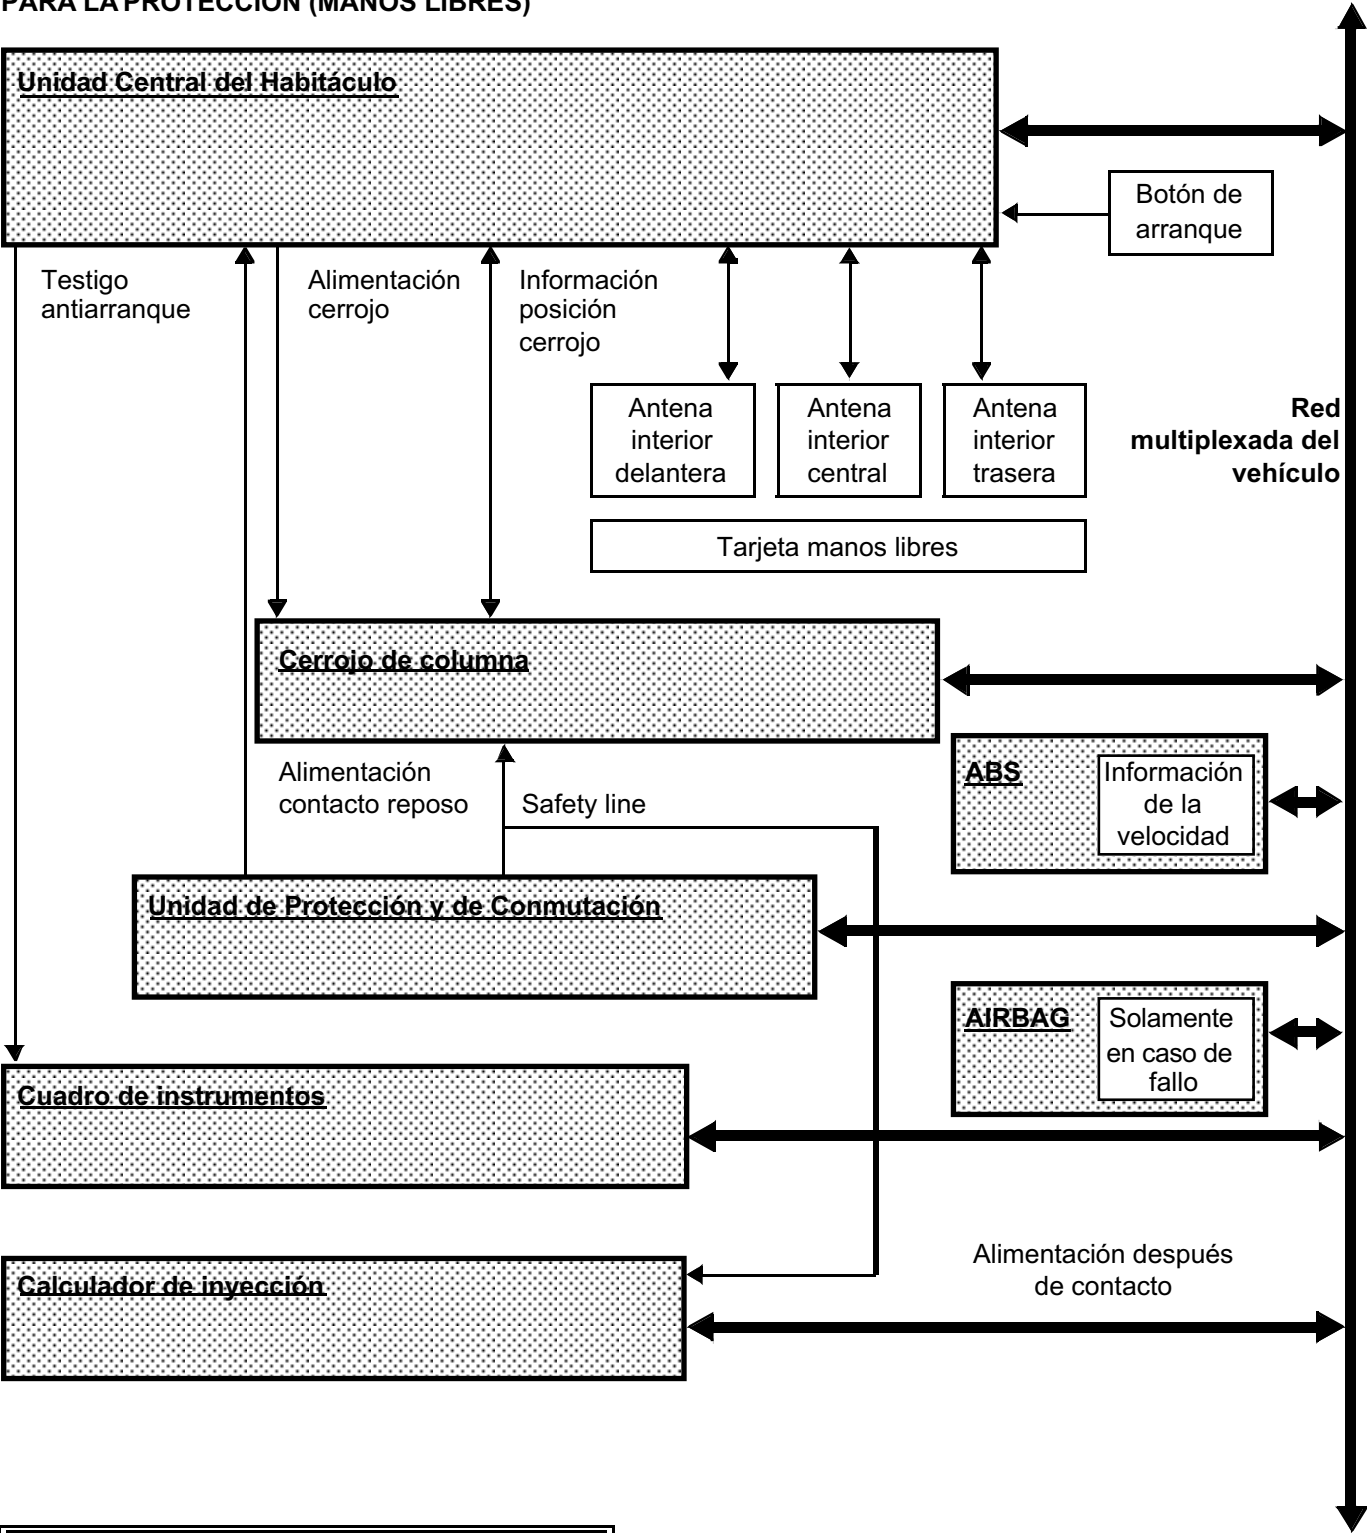 PARA LA PROTECCIÓN (MANOS LIBRES)
Unidad Central del Habitáculo
Botón de
arranque
Testigo
antiarranque
Alimentación
cerrojo
Información
posición
cerrojo
Antena
interior
delantera
Antena
interior
central
Antena
interior
trasera
Red
multiplexada del
vehículo
Tarjeta manos libres
Cerrojo de columna
Alimentación
contacto reposo
Safety line
ABS
Información
de la
velocidad
Unidad de Protección y de Conmutación
AIRBAG
Solamente
en caso de
fallo
Cuadro de instrumentos
Alimentación después
de contacto
Calculador de inyección